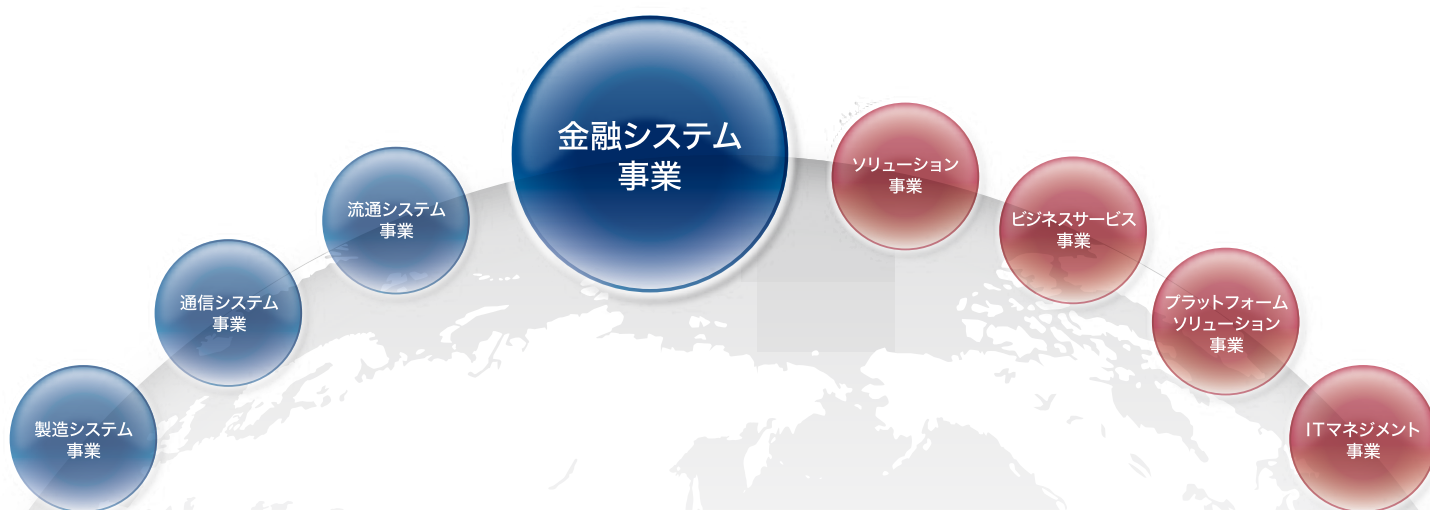 製造システム
事業
通信システム
事業
流通システム
事業
金融システム
事業
ソリューション
事業
ビジネスサービス
事業
プラットフォーム
ソリューション
事業
ITマネジメント
事業